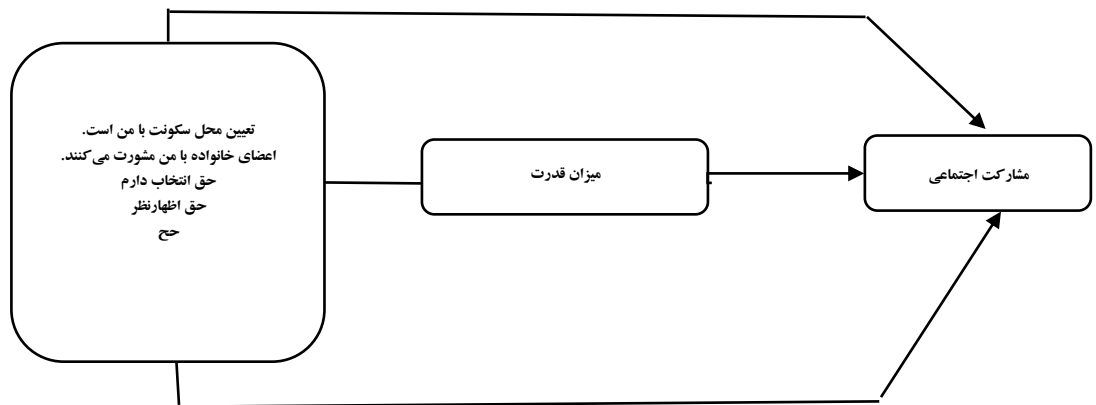 تعیین محل سکونت با من است.
اعضای خانواده با من مشورت می‌کنند.
حق انتخاب دارم
حق اظهارنظر
حح
میزان قدرت
مشارکت اجتماعی